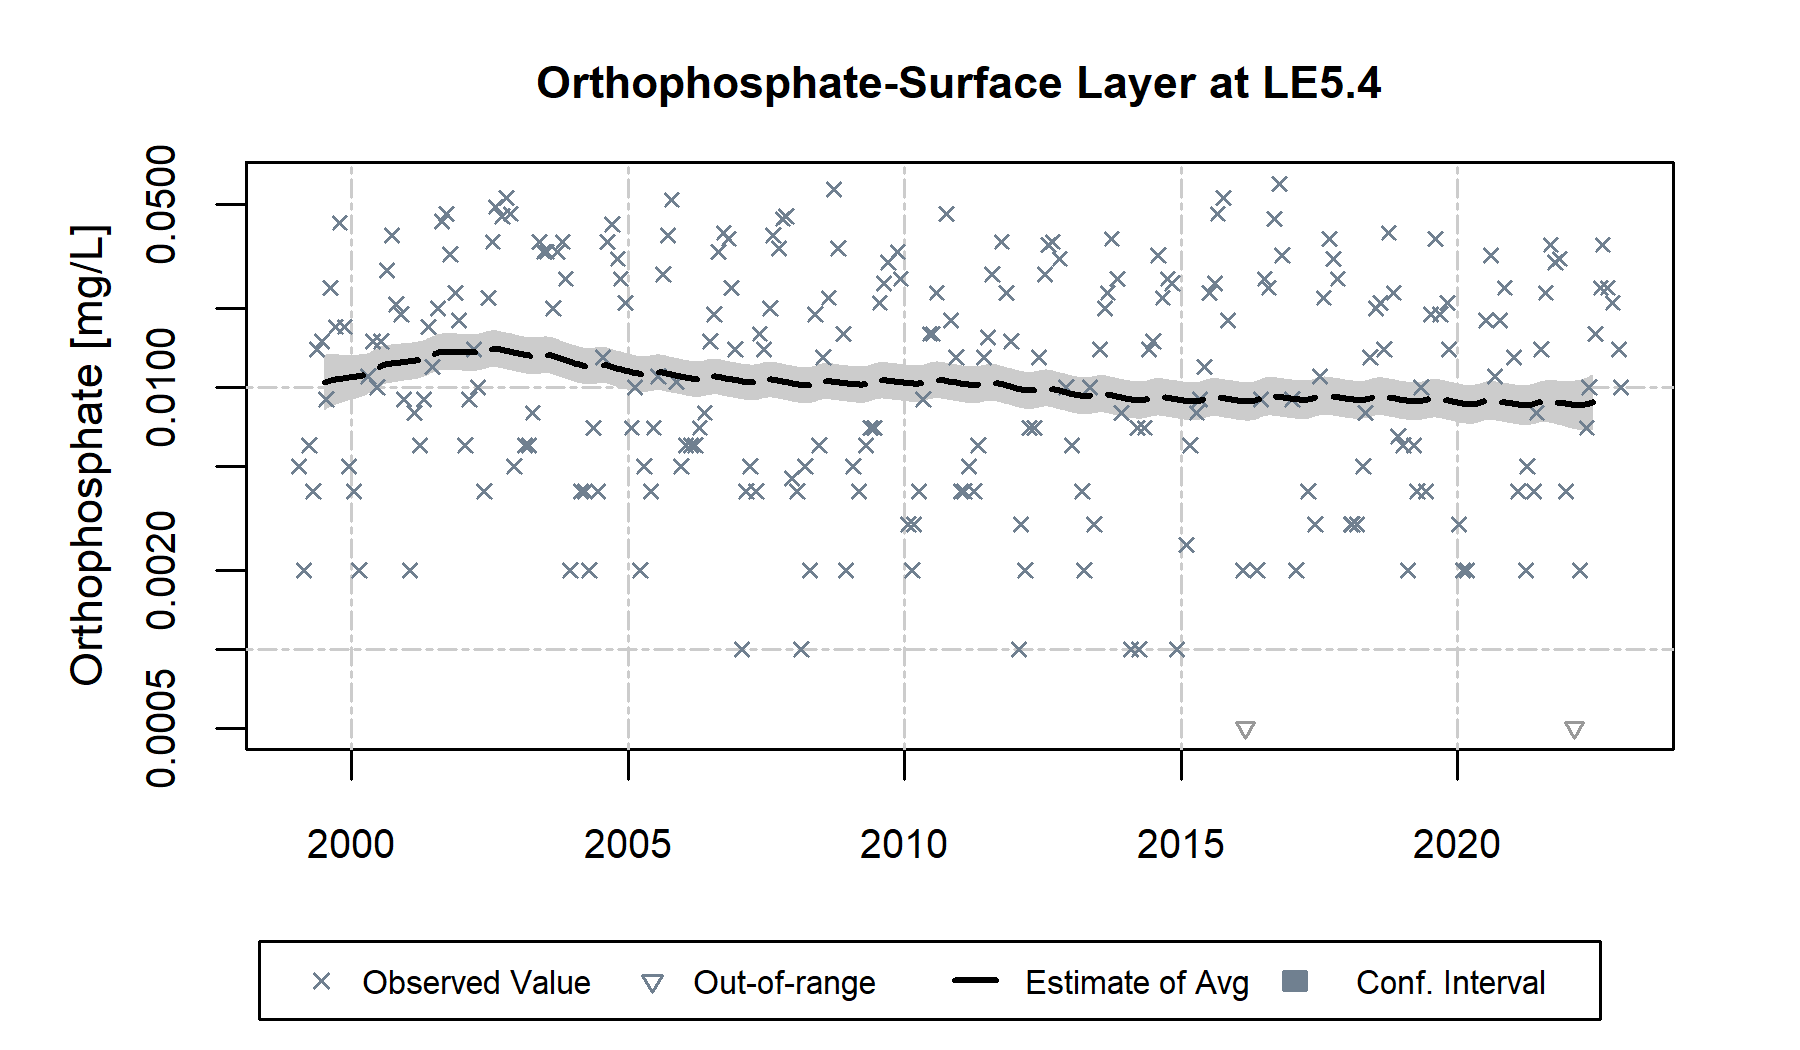 Orthophosphate-Surface Layer at LE5.4
Orthophosphate [mg/L]
0.0500
0.0100
0.0020
0.0005
2000 2005 2010 2015 2020
Observed Value Out-of-range Estimate of Avg Conf. Interval